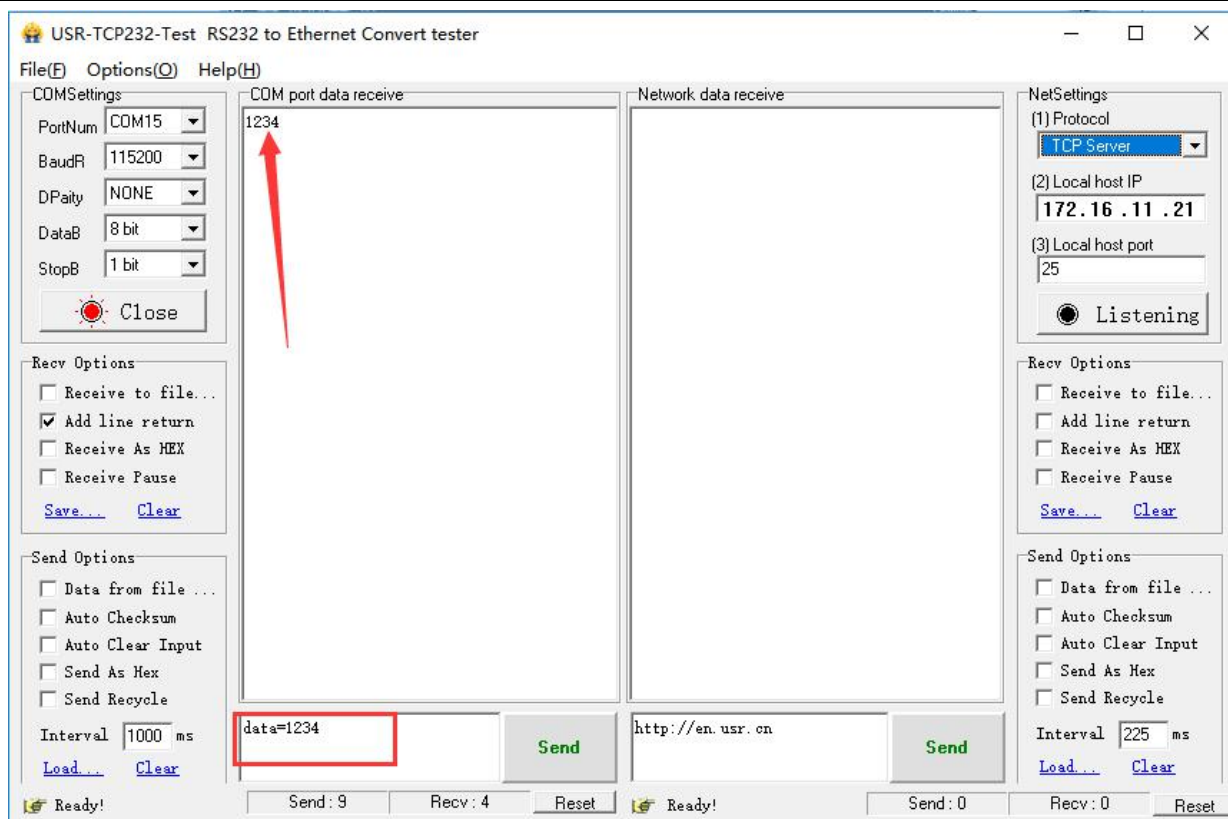 USR-TCP232-Test RS232 to Ethernet Convert tester
File(F) Options(O) Help(H)
COMSettings
PortNum COM15
BaudR 115200
DPaity NONE
DataB 8 bit
StopB 1 bit
Close
Recv Options
Receive to file...
Add line return
Receive As HEX
Receive Pause
Save... Clear
Send Options
Data from file ...
Auto Checksum
Auto Clear Input
Send As Hex
Send Recycle
Interval 1000 ms
Load... Clear
COM port data receive
1234
data=1234
Send
Network data receive
http://en.usr.cn
Send
NetSettings
(1) Protocol
TCP Server
(2) Local host IP
172.16 .11 .21
(3) Local host port
25
Listening
Recv Options
Receive to file...
Add line return
Receive As HEX
Receive Pause
Save... Clear
Send Options
Data from file ...
Auto Checksum
Auto Clear Input
Send As Hex
Send Recycle
Interval 225 ms
Load... Clear
Ready! Send : 9 Recv : 4 Reset Ready! Send : 0 Recv : 0 Reset